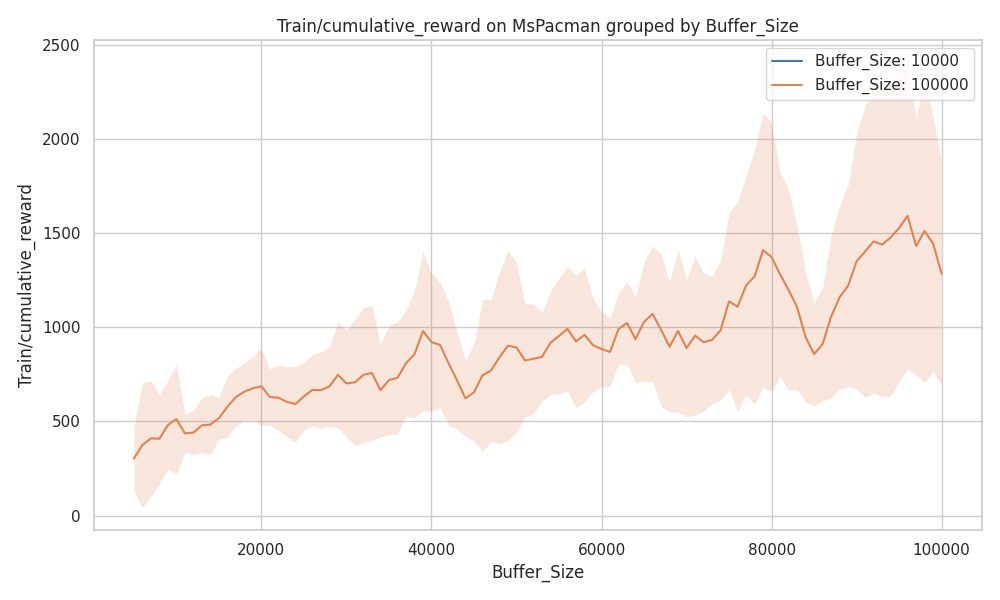 Train/cumulative_reward on MsPacman grouped by Buffer_Size
Buffer_Size: 10000
Buffer_Size: 100000
Train/cumulative_reward
2500
2000
1500
1000
500
0
20000 40000 60000 80000 100000
Buffer_Size